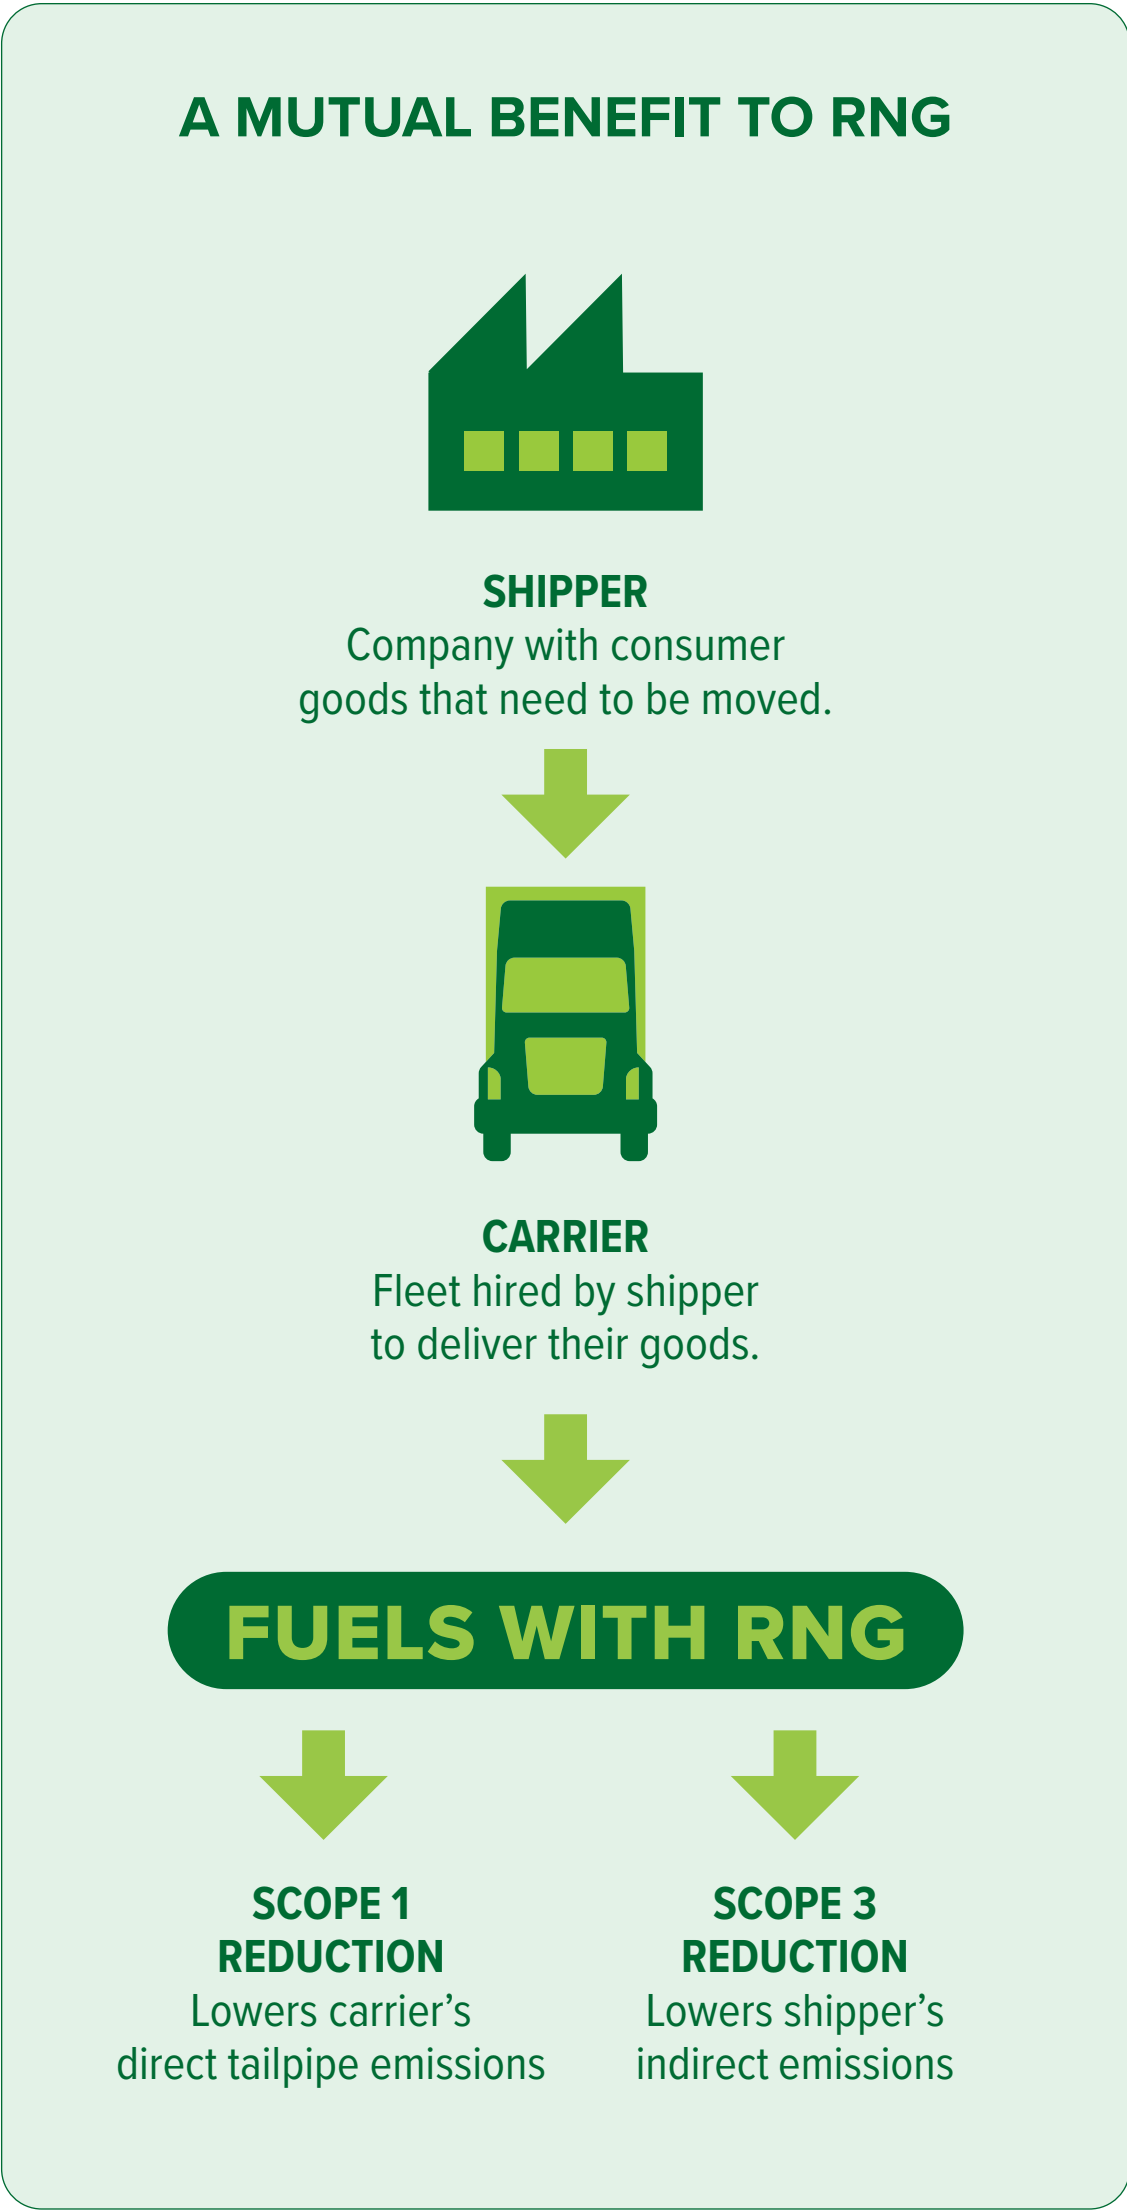 A MUTUAL BENEFIT TO RNG
SHIPPER
Company with consumer
goods that need to be moved.
CARRIER
Fleet hired by shipper
to deliver their goods.
FUELS WITH RNG
SCOPE 1
REDUCTION
Lowers carrier’s
direct tailpipe emissions
SCOPE 3
REDUCTION
Lowers shipper’s
indirect emissions